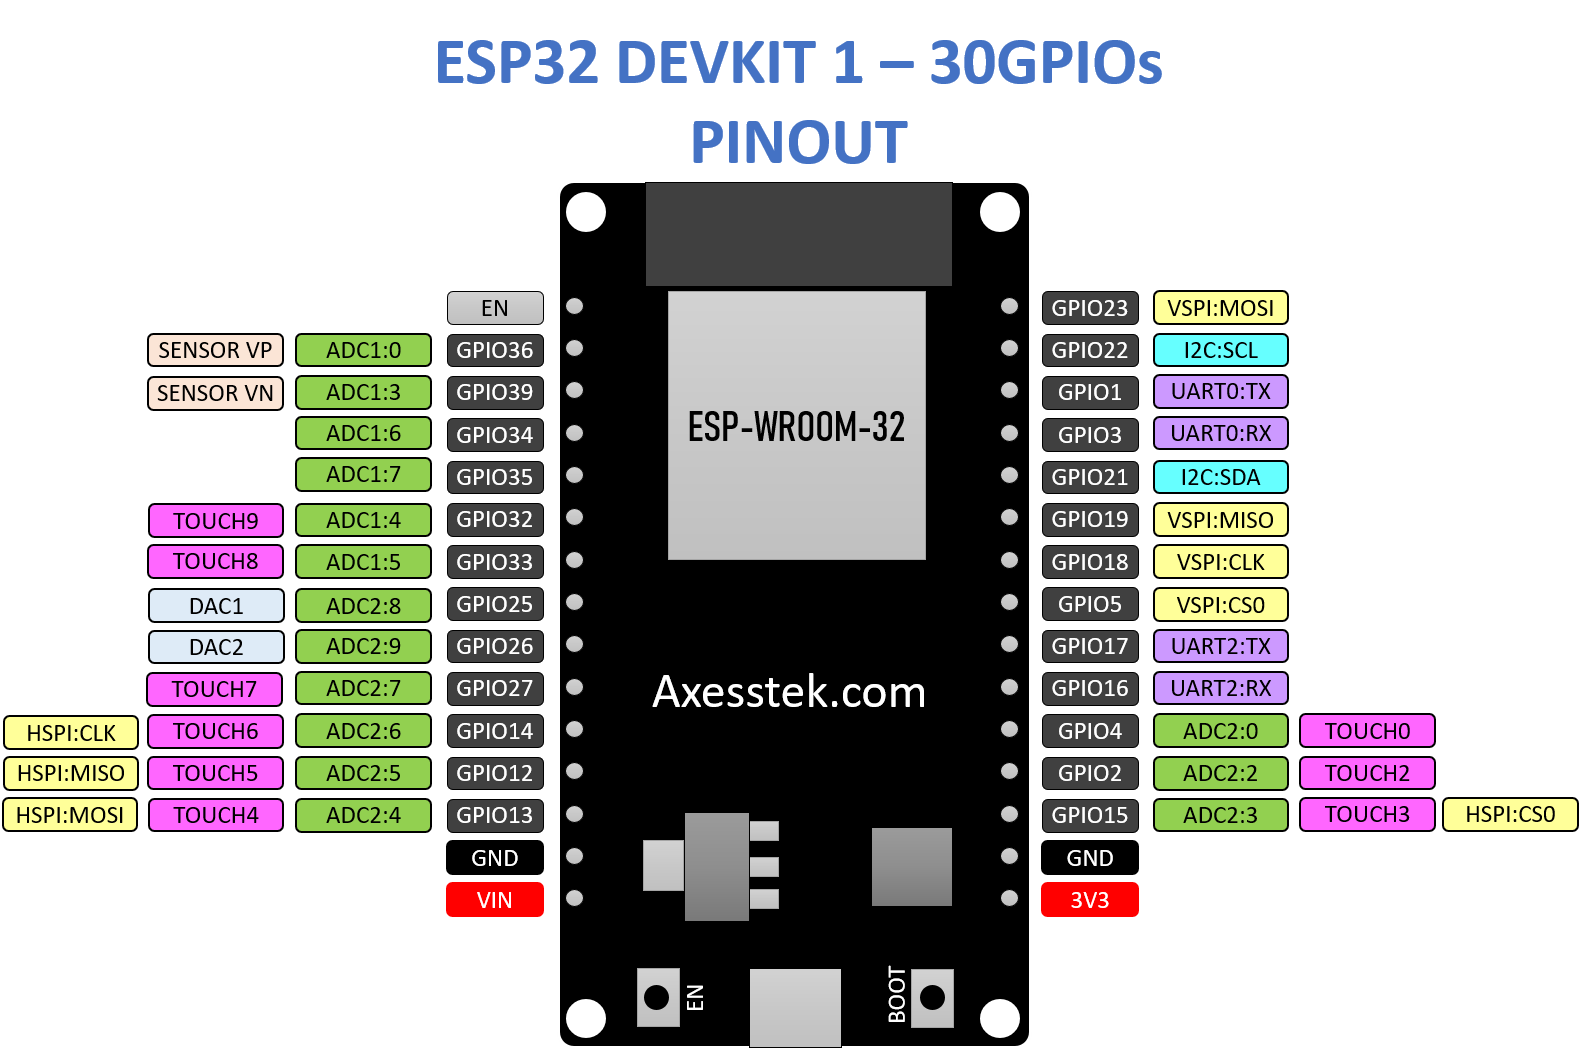 ESP32 DEVKIT 1 – 30GPIOs
PINOUT
EN GPIO23 VSPI:MOSI
SENSOR VP ADC1:0 GPIO36 GPIO22 I2C:SCL
SENSOR VN ADC1:3 GPIO39 GPIO1 UART0:TX
ADC1:6 GPIO34 ESP-WROOM-32 GPIO3 UART0:RX
ADC1:7 GPIO35 GPIO21 I2C:SDA
TOUCH9 ADC1:4 GPIO32 GPIO19 VSPI:MISO
TOUCH8 ADC1:5 GPIO33 GPIO18 VSPI:CLK
DAC1 ADC2:8 GPIO25 GPIO5 VSPI:CS0
DAC2 ADC2:9 GPIO26 GPIO17 UART2:TX
TOUCH7 ADC2:7 GPIO27 Axesstek.com GPIO16 UART2:RX
HSPI:CLK TOUCH6 ADC2:6 GPIO14 GPIO4 ADC2:0 TOUCH0
HSPI:MISO TOUCH5 ADC2:5 GPIO12 GPIO2 ADC2:2 TOUCH2
HSPI:MOSI TOUCH4 ADC2:4 GPIO13 GPIO15 ADC2:3 TOUCH3 HSPI:CS0
GND GND
VIN 3V3
EN BOOT